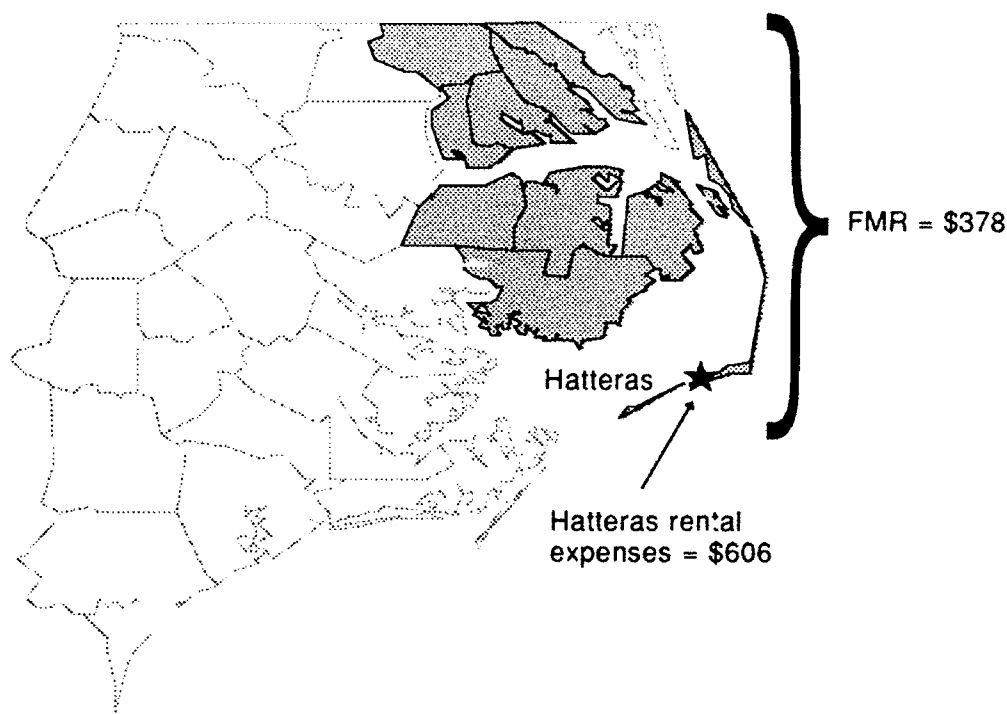 FMR = $378
Hatteras
Hatteras rental
expenses = $606